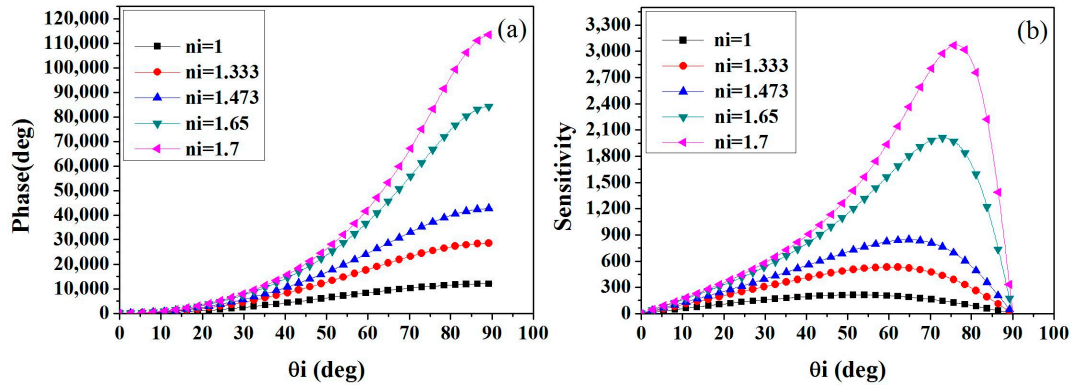 (a)
ni=1
ni=1.333
ni=1.473
ni=1.65
ni=1.7
Phase(deg)
120,000
110,000
100,000
90,000
80,000
70,000
60,000
50,000
40,000
30,000
20,000
10,000
0
0 10 20 30 40 50 60 70 80 90 100
θi (deg)
(b)
ni=1
ni=1.333
ni=1.473
ni=1.65
ni=1.7
Sensitivity
3,300
3,000
2,700
2,400
2,100
1,800
1,500
1,200
900
600
300
0
0 10 20 30 40 50 60 70 80 90 100
θi (deg)